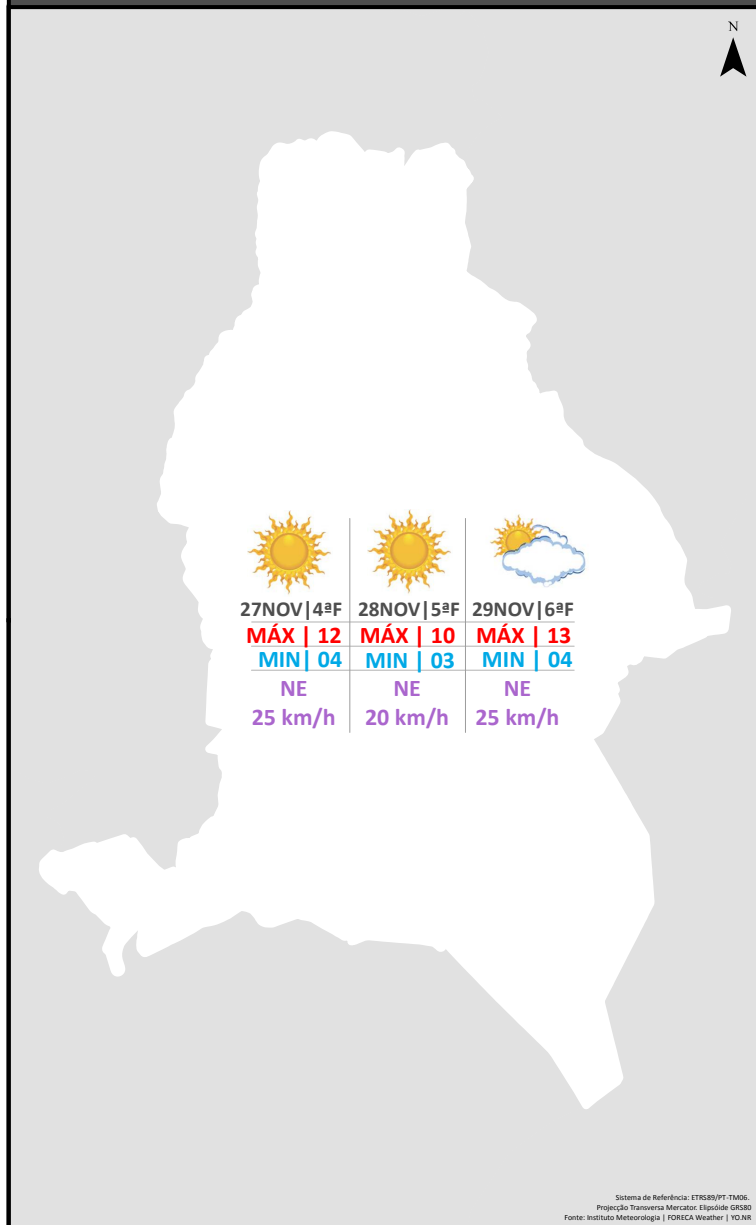 N
27NOV|4ªF 28NOV|5ªF 29NOV|6ªF
MÁX | 12 MÁX | 10 MÁX | 13
MIN | 04 MIN | 03 MIN | 04
NE NE NE
25 km/h 20 km/h 25 km/h
Sistema de Referência: ETRS89/PT-TM06.
Projecção Transversa Mercator. Elipsóide GRS80
Fonte: Instituto Meteorologia | FORECA Weather | YO.NR